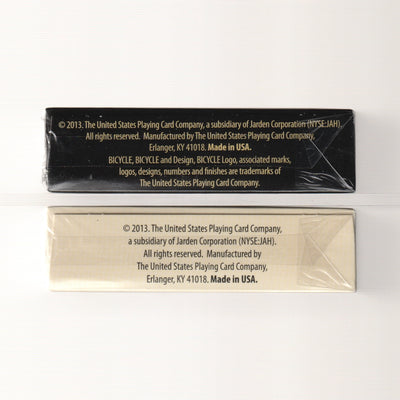 © 2013. The United States Playing Card Company, a subsidiary of Jarden Corporation (NYSE:JAH).
All rights reserved. Manufactured by The United States Playing Card Company,
Erlanger, KY 41018. Made in USA.
BICYCLE, BICYCLE and Design, BICYCLE Logo, associated marks,
logos, designs, numbers and finishes are trademarks of
The United States Playing Card Company.
© 2013. The United States Playing Card Company,
a subsidiary of Jarden Corporation (NYSE:JAH).
All rights reserved. Manufactured by
The United States Playing Card Company,
Erlanger, KY 41018. Made in USA.